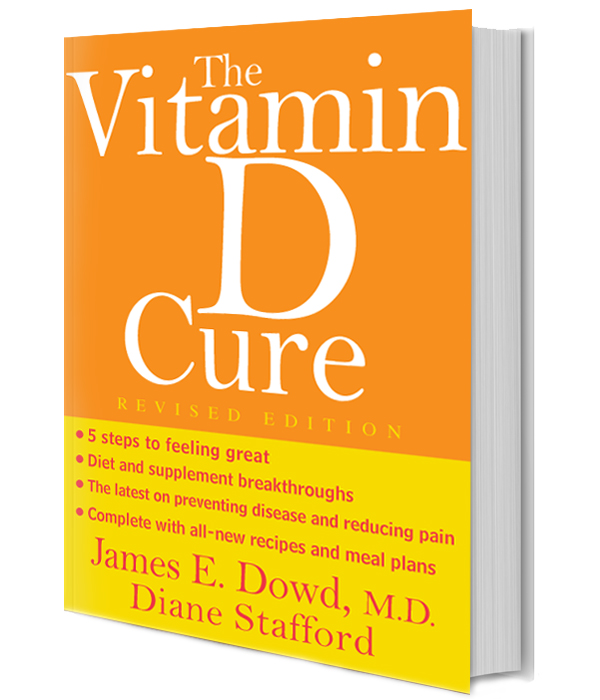 The
Vitamin
D
Cure
REVISED EDITION
• 5 steps to feeling great
• Diet and supplement breakthroughs
• The latest on preventing disease and reducing pain
• Complete with all-new recipes and meal plans
James E. Dowd, M.D.
Diane Stafford